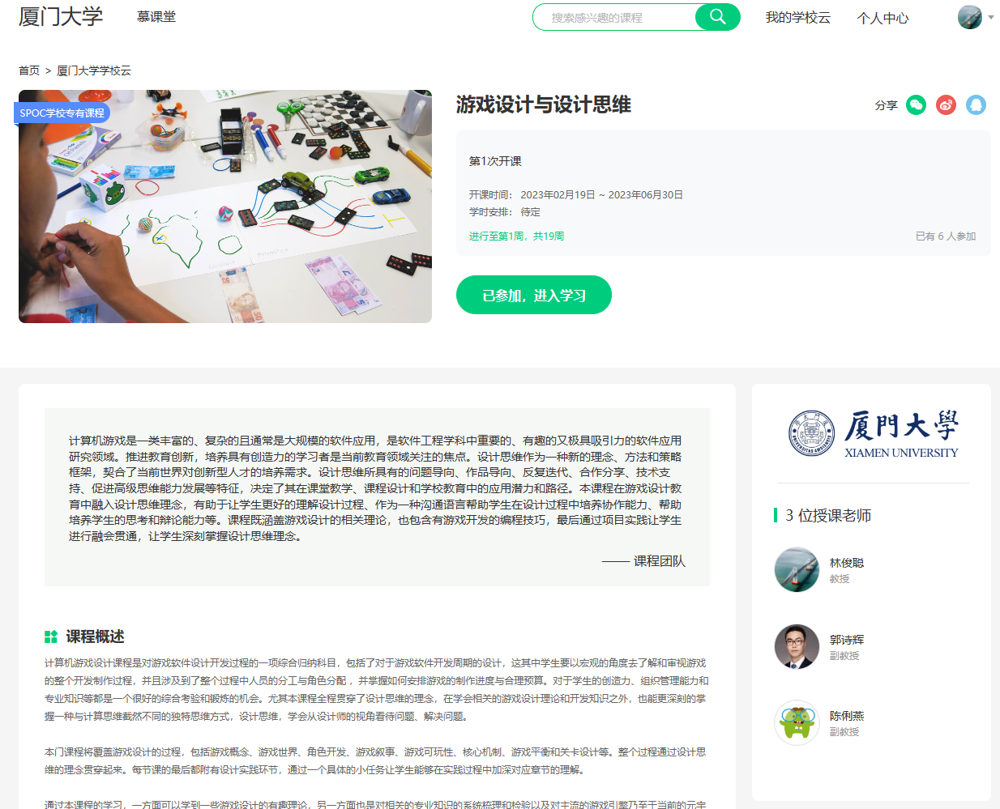 厦门大学
慕课堂
搜索感兴趣的课程
我的学校云
个人中心
首页 > 厦门大学学校云
SPOC学校专有课程
游戏设计与设计思维
分享
第1次开课
开课时间： 2023年02月19日 ~ 2023年06月30日
学时安排： 待定
进行至第1周，共19周
已有 6 人参加
已参加，进入学习
计算机游戏是一类丰富的、复杂的且通常是大规模的软件应用，是软件工程学科中重要的、有趣的又极具吸引力的软件应用
研究领域。推进教育创新，培养具有创造力的学习者是当前教育领域关注的焦点。设计思维作为一种新的理念、方法和策略
框架，契合了当前世界对创新型人才的培养需求。设计思维所具有的问题导向、作品导向、反复迭代、合作分享、技术支
持、促进高级思维能力发展等特征，决定了其在课堂教学、课程设计和学校教育中的应用潜力和路径。本课程在游戏设计教
育中融入设计思维理念，有助于让学生更好的理解设计过程、作为一种沟通语言帮助学生在设计过程中培养协作能力、帮助
培养学生的思考和辩论能力等。课程既涵盖游戏设计的相关理论，也包含有游戏开发的编程技巧，最后通过项目实践让学生
进行融会贯通，让学生深刻掌握设计思维理念。
—— 课程团队
课程概述
计算机游戏设计课程是对游戏软件设计开发过程的一项综合归纳科目，包括了对于游戏软件开发周期的设计，这其中学生要以宏观的角度去了解和审视游戏
的整个开发制作过程，并且涉及到了整个过程中人员的分工与角色分配 ，并掌握如何安排游戏的制作进度与合理预算。对于学生的创造力、组织管理能力和
专业知识等都是一个很好的综合考验和锻炼的机会。尤其本课程全程贯穿了设计思维的理念，在学会相关的游戏设计理论和开发知识之外，也能更深刻的掌
握一种与计算思维截然不同的独特思维方式，设计思维，学会从设计师的视角看待问题、解决问题。
本门课程将覆盖游戏设计的过程，包括游戏概念、游戏世界、角色开发、游戏叙事、游戏可玩性、核心机制、游戏平衡和关卡设计等。整个过程通过设计思
维的理念贯穿起来。每节课的最后都附有设计实践环节，通过一个具体的小任务让学生能够在实践过程中加深对应章节的理解。
通过本课程的学习，一方面可以学到一些游戏设计的有趣理论，另一方面也是对相关的专业知识的系统梳理和检验以及对主流的游戏引擎乃至于当前的元宇
厦門大學
XIAMEN UNIVERSITY
3 位授课老师
林俊聪
教授
郭诗辉
副教授
陈俐燕
副教授